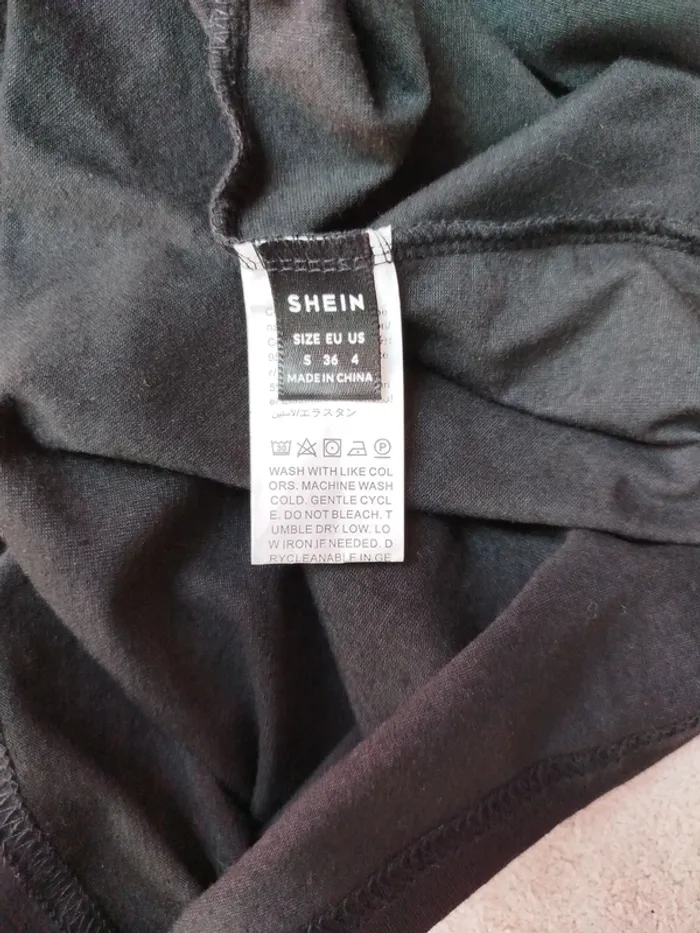 SHEIN
SIZE EU US
S 36 4
MADE IN CHINA
エラスタン
30 P
WASH WITH LIKE COL
ORS. MACHINE WASH
COLD. GENTLE CYCL
E. DO NOT BLEACH. T
UMBLE DRY LOW. LO
W IRON IF NEEDED. D
RYCLEANABLE IN GE